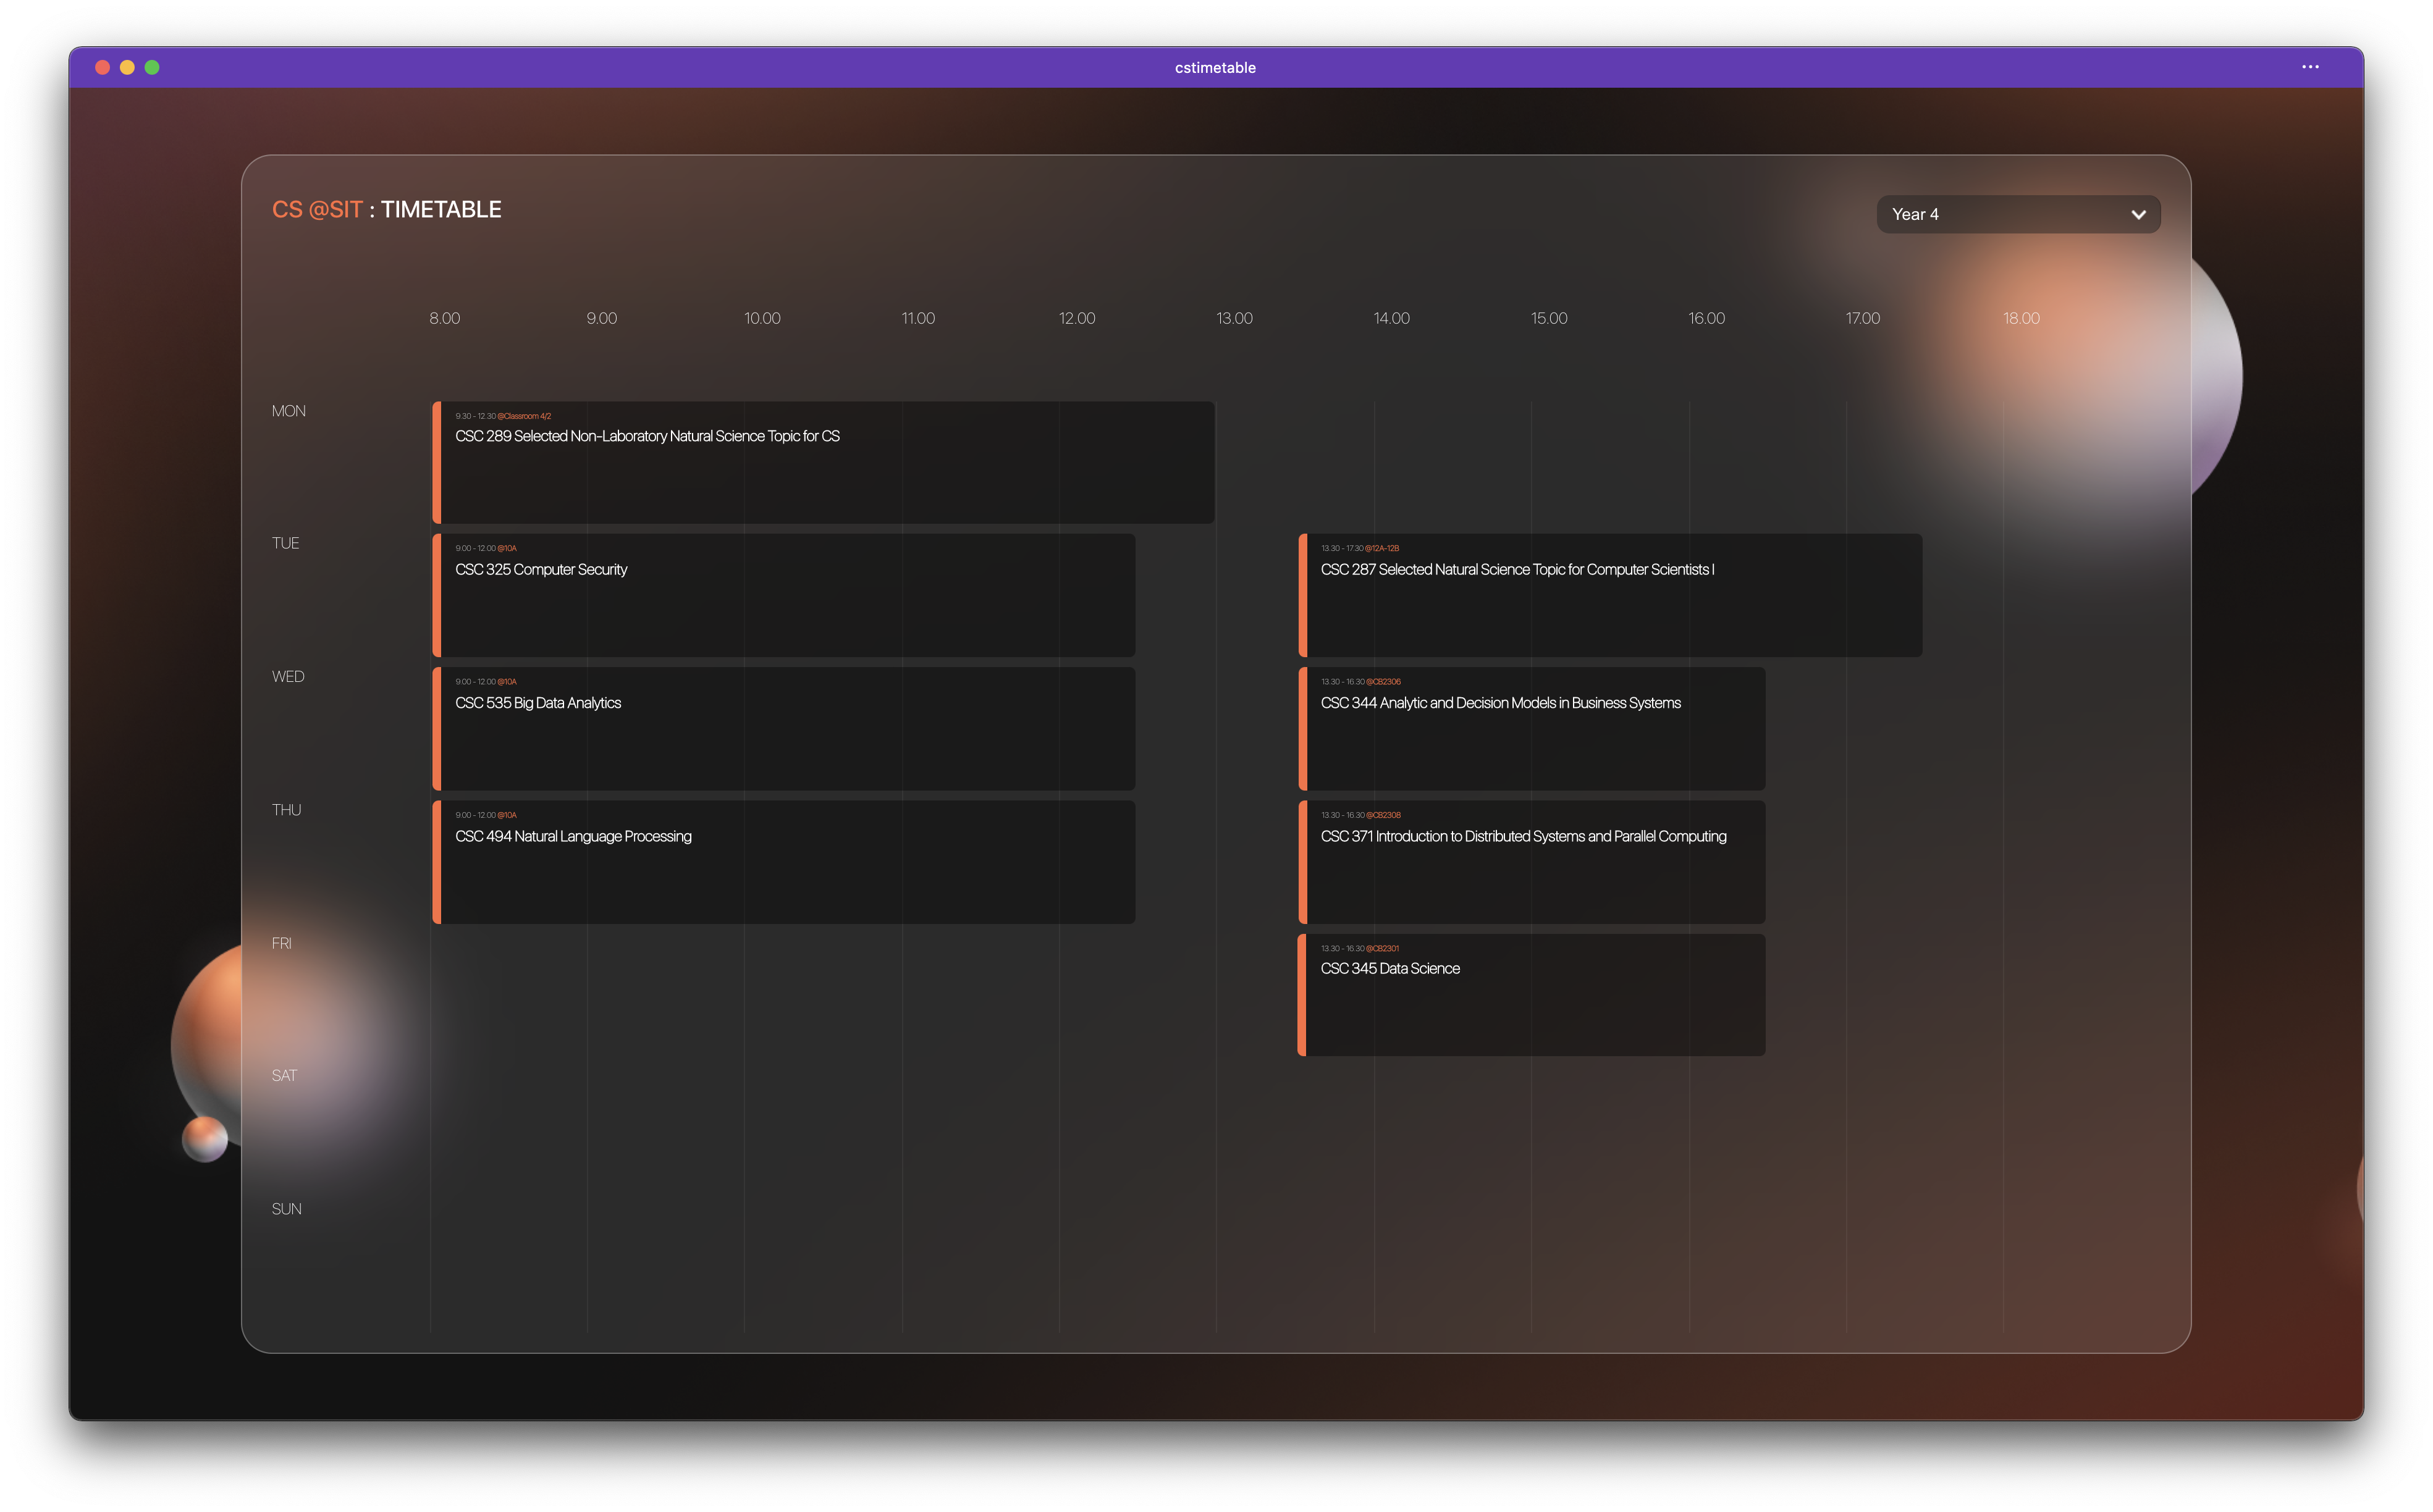 cstimetable
CS @SIT : TIMETABLE
Year 4
8.00 9.00 10.00 11.00 12.00 13.00 14.00 15.00 16.00 17.00 18.00
MON
9.30 - 12.30 @Classroom 4/2
CSC 289 Selected Non-Laboratory Natural Science Topic for CS
TUE
9.00 - 12.00 @10A
CSC 325 Computer Security
13.30 - 17.30 @12A-12B
CSC 287 Selected Natural Science Topic for Computer Scientists I
WED
9.00 - 12.00 @10A
CSC 535 Big Data Analytics
13.30 - 16.30 @CB2306
CSC 344 Analytic and Decision Models in Business Systems
THU
9.00 - 12.00 @10A
CSC 494 Natural Language Processing
13.30 - 16.30 @CB2308
CSC 371 Introduction to Distributed Systems and Parallel Computing
FRI
13.30 - 16.30 @CB2301
CSC 345 Data Science
SAT
SUN